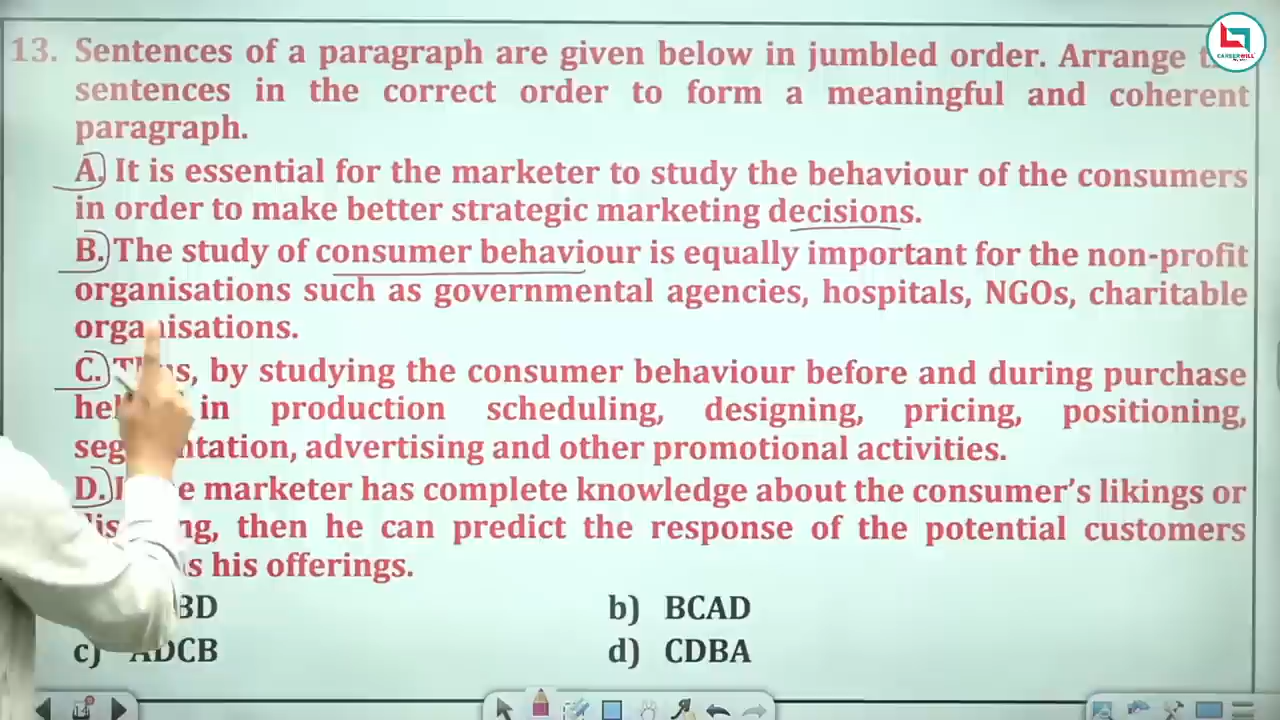 13. Sentences of a paragraph are given below in jumbled order. Arrange
sentences in the correct order to form a meaningful and coherent
paragraph.
A. It is essential for the marketer to study the behaviour of the consumers
in order to make better strategic marketing decisions.
B. The study of consumer behaviour is equally important for the non-profit
organisations such as governmental agencies, hospitals, NGOs, charitable
organisations.
C. Thus, by studying the consumer behaviour before and during purchase
in production scheduling, designing, pricing, positioning,
segmentation, advertising and other promotional activities.
D. marketer has complete knowledge about the consumer's likings or
then he can predict the response of the potential customers
his offerings.
b) BCAD
c) ADCB
d) CDBA
CAREERWILL